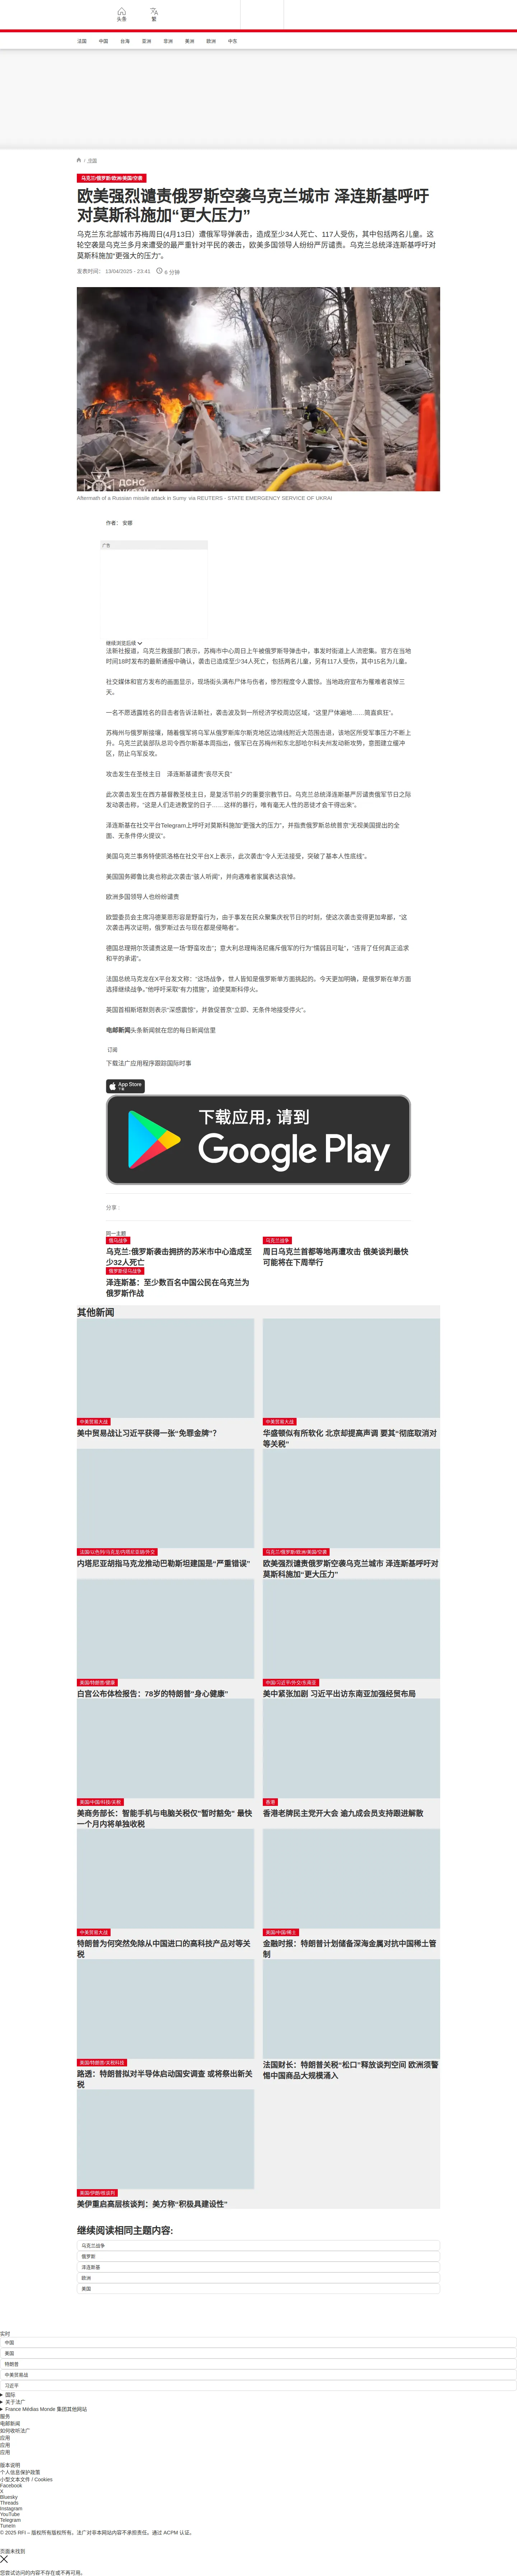 头条
繁
法国
中国
台海
亚洲
非洲
美洲
欧洲
中东
/ 中国
乌克兰/俄罗斯/欧洲/美国/空袭
欧美强烈谴责俄罗斯空袭乌克兰城市 泽连斯基呼吁
对莫斯科施加“更大压力”
乌克兰东北部城市苏梅周日(4月13日）遭俄军导弹袭击，造成至少34人死亡、117人受伤，其中包括两名儿童。这
轮空袭是乌克兰多月来遭受的最严重针对平民的袭击，欧美多国领导人纷纷严厉谴责。乌克兰总统泽连斯基呼吁对
莫斯科施加“更强大的压力”。
发表时间： 13/04/2025 - 23:41 6 分钟
ДСНС
Aftermath of a Russian missile attack in Sumy via REUTERS - STATE EMERGENCY SERVICE OF UKRAI
作者： 安娜
广告
继续浏览后续
法新社报道，乌克兰救援部门表示，苏梅市中心周日上午被俄罗斯导弹击中，事发时街道上人流密集。官方在当地
时间18时发布的最新通报中确认，袭击已造成至少34人死亡，包括两名儿童，另有117人受伤，其中15名为儿童。
社交媒体和官方发布的画面显示，现场街头满布尸体与伤者，惨烈程度令人震惊。当地政府宣布为罹难者哀悼三
天。
一名不愿透露姓名的目击者告诉法新社，袭击波及到一所经济学校周边区域，“这里尸体遍地……简直疯狂”。
苏梅州与俄罗斯接壤，随着俄军将乌军从俄罗斯库尔斯克地区边境线附近大范围击退，该地区所受军事压力不断上
升。乌克兰武装部队总司令西尔斯基本周指出，俄军已在苏梅州和东北部哈尔科夫州发动新攻势，意图建立缓冲
区，防止乌军反攻。
攻击发生在圣枝主日 泽连斯基谴责“丧尽天良”
此次袭击发生在西方基督教圣枝主日，是复活节前夕的重要宗教节日。乌克兰总统泽连斯基严厉谴责俄军节日之际
发动袭击称，“这是人们走进教堂的日子……这样的暴行，唯有毫无人性的恶徒才会干得出来”。
泽连斯基在社交平台Telegram上呼吁对莫斯科施加“更强大的压力”，并指责俄罗斯总统普京“无视美国提出的全
面、无条件停火提议”。
美国乌克兰事务特使凯洛格在社交平台X上表示，此次袭击“令人无法接受，突破了基本人性底线”。
美国国务卿鲁比奥也称此次袭击“骇人听闻”，并向遇难者家属表达哀悼。
欧洲多国领导人也纷纷谴责
欧盟委员会主席冯德莱恩形容是野蛮行为，由于事发在民众聚集庆祝节日的时刻，使这次袭击变得更加卑鄙，“这
次袭击再次证明，俄罗斯过去与现在都是侵略者”。
德国总理朔尔茨谴责这是一场“野蛮攻击”；意大利总理梅洛尼痛斥俄军的行为“懦弱且可耻”，“违背了任何真正追求
和平的承诺”。
法国总统马克龙在X平台发文称：“这场战争，世人皆知是俄罗斯单方面挑起的。今天更加明确，是俄罗斯在单方面
选择继续战争。”他呼吁采取“有力措施”，迫使莫斯科停火。
英国首相斯塔默则表示“深感震惊”，并敦促普京“立即、无条件地接受停火”。
电邮新闻头条新闻就在您的每日新闻信里
订阅
下载法广应用程序跟踪国际时事
App Store
下载应用，请到
Google Play
分享 :
同一主题
俄乌战争
乌克兰:俄罗斯袭击拥挤的苏米市中心造成至
少32人死亡
乌克兰战争
周日乌克兰首都等地再遭攻击 俄美谈判最快
可能将在下周举行
俄罗斯侵乌战争
泽连斯基：至少数百名中国公民在乌克兰为
俄罗斯作战
其他新闻
中美贸易大战
美中贸易战让习近平获得一张“免罪金牌”？
中美贸易大战
华盛顿似有所软化 北京却提高声调 要其“彻底取消对
等关税”
法国/以色列/马克龙/内塔尼亚胡/外交
内塔尼亚胡指马克龙推动巴勒斯坦建国是“严重错误”
乌克兰/俄罗斯/欧洲/美国/空袭
欧美强烈谴责俄罗斯空袭乌克兰城市 泽连斯基呼吁对
莫斯科施加“更大压力”
美国/特朗普/健康
白宫公布体检报告：78岁的特朗普“身心健康”
中国/习近平/外交/东南亚
美中紧张加剧 习近平出访东南亚加强经贸布局
美国/中国/科技/关税
美商务部长：智能手机与电脑关税仅"暂时豁免" 最快
一个月内将单独收税
香港
香港老牌民主党开大会 逾九成会员支持跟进解散
中美贸易大战
特朗普为何突然免除从中国进口的高科技产品对等关
税
美国/中国/稀土
金融时报：特朗普计划储备深海金属对抗中国稀土管
制
美国/特朗普/关税科技
路透：特朗普拟对半导体启动国安调查 或将祭出新关
税
法国财长：特朗普关税“松口”释放谈判空间 欧洲须警
惕中国商品大规模涌入
美国/伊朗/核谈判
美伊重启高层核谈判：美方称“积极具建设性”
继续阅读相同主题内容:
乌克兰战争
俄罗斯
泽连斯基
欧洲
美国
实时
中国
美国
特朗普
中美贸易战
习近平
国际
关于法广
France Médias Monde 集团其他网站
服务
电邮新闻
如何收听法广
应用
应用
应用
版本说明
个人信息保护政策
小型文本文件 / Cookies
Facebook
X
Bluesky
Threads
Instagram
YouTube
Telegram
TuneIn
© 2025 RFI – 版权所有版权所有。法广对非本网站内容不承担责任。通过 ACPM 认证。
页面未找到
您尝试访问的内容不存在或不再可用。